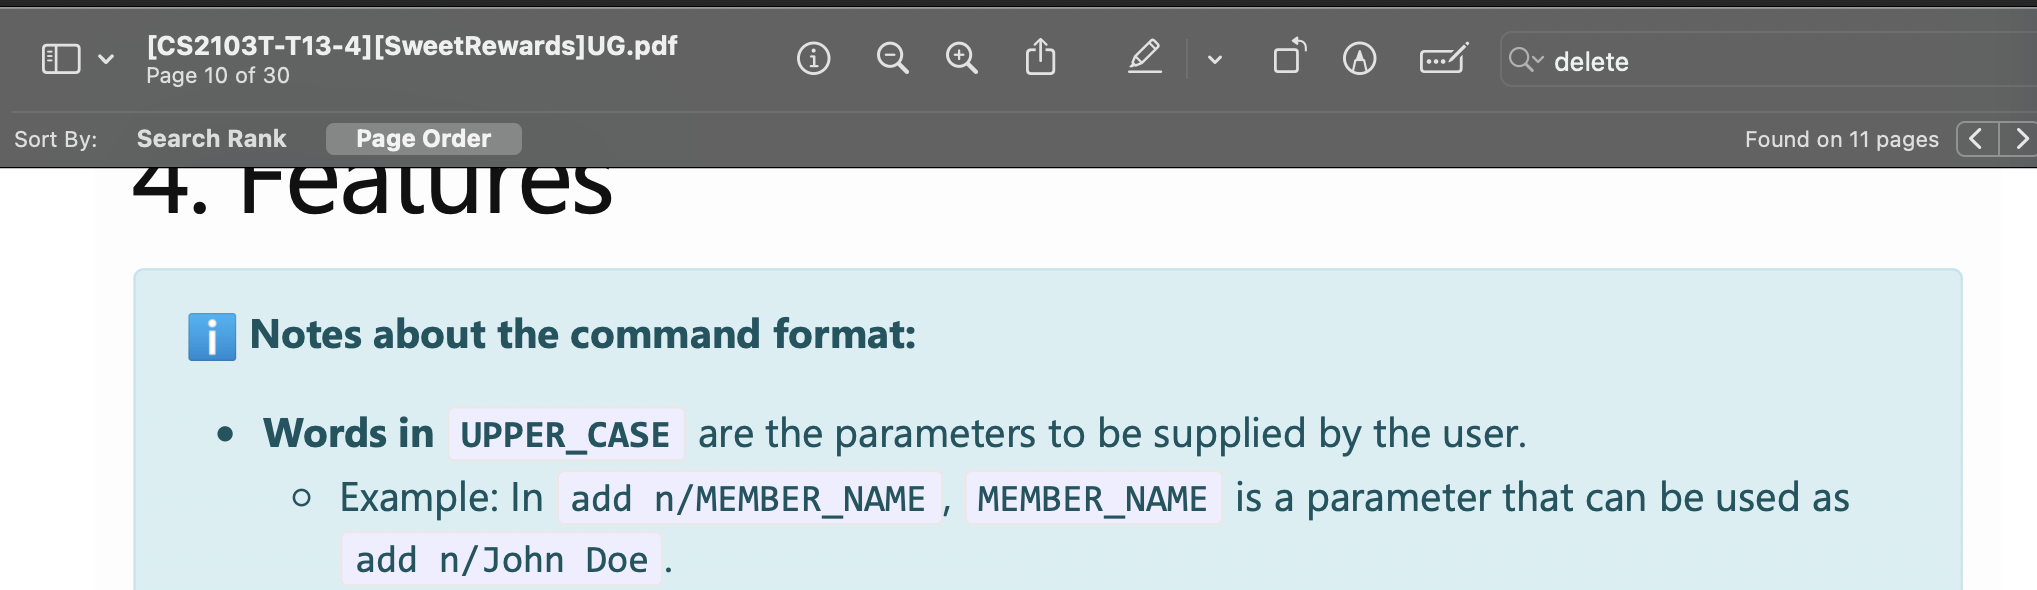 [CS2103T-T13-4][SweetRewards]UG.pdf
Page 10 of 30
delete
Sort By: Search Rank Page Order Found on 11 pages
4. Features
Notes about the command format:
• Words in UPPER_CASE are the parameters to be supplied by the user.
○ Example: In add n/MEMBER_NAME, MEMBER_NAME is a parameter that can be used as
add n/John Doe.